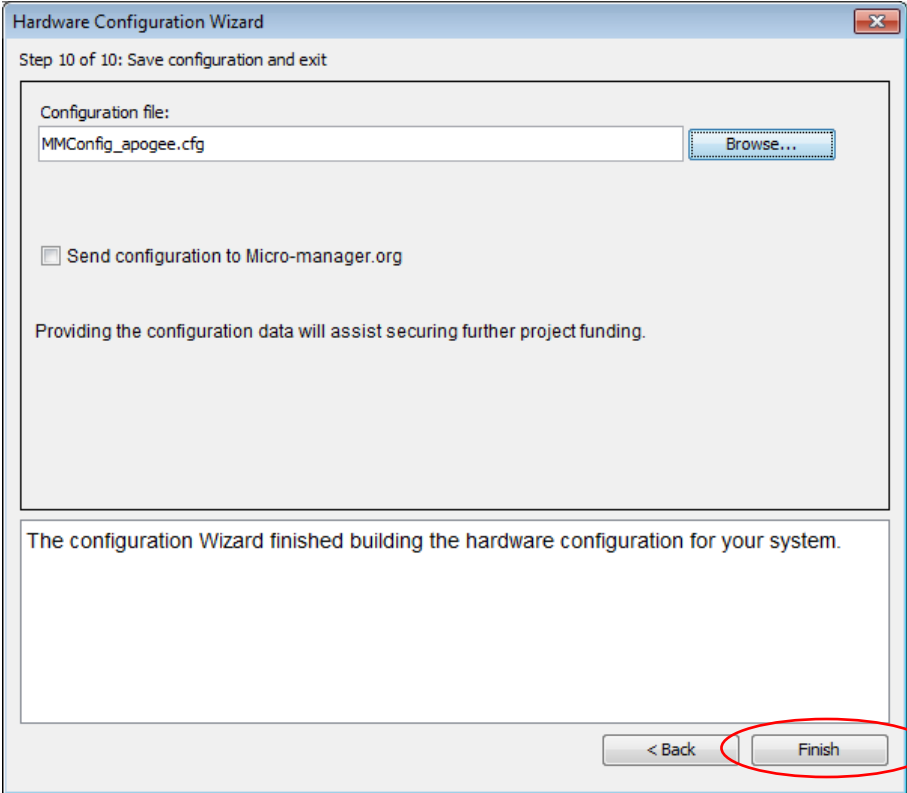 Hardware Configuration Wizard
Step 10 of 10: Save configuration and exit
Configuration file:
MMConfig_apogee.cfg
Browse...
Send configuration to Micro-manager.org
Providing the configuration data will assist securing further project funding.
The configuration Wizard finished building the hardware configuration for your system.
< Back
Finish